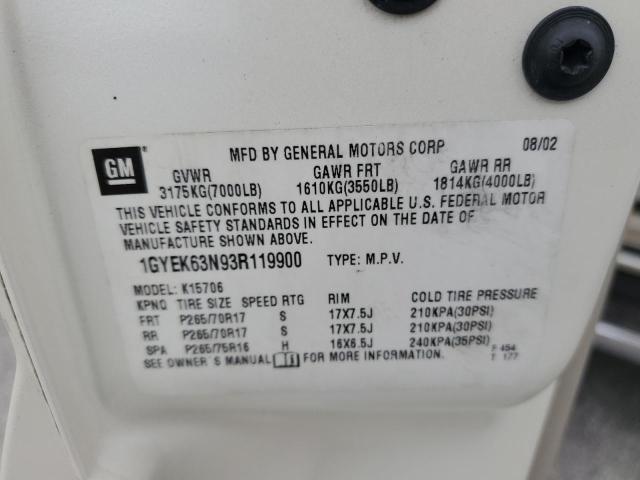 GM
MFD BY GENERAL MOTORS CORP 08/02
GVWR GAWR FRT GAWR RR
3175KG(7000LB) 1610KG(3550LB) 1814KG(4000LB)
THIS VEHICLE CONFORMS TO ALL APPLICABLE U.S. FEDERAL MOTOR
VEHICLE SAFETY STANDARDS IN EFFECT ON THE DATE OF
MANUFACTURE SHOWN ABOVE.
1GYEK63N93R119900 TYPE: M.P.V.
MODEL: K15706
KPNQ TIRE SIZE SPEED RTG RIM COLD TIRE PRESSURE
FRT P265/70R17 S 17X7.5J 210KPA(30PSI)
RR P265/70R17 S 17X7.5J 210KPA(30PSI)
SPA P265/75R16 H 16X6.5J 240KPA(35PSI)
SEE OWNER'S MANUAL FOR MORE INFORMATION.
F 454
T 177